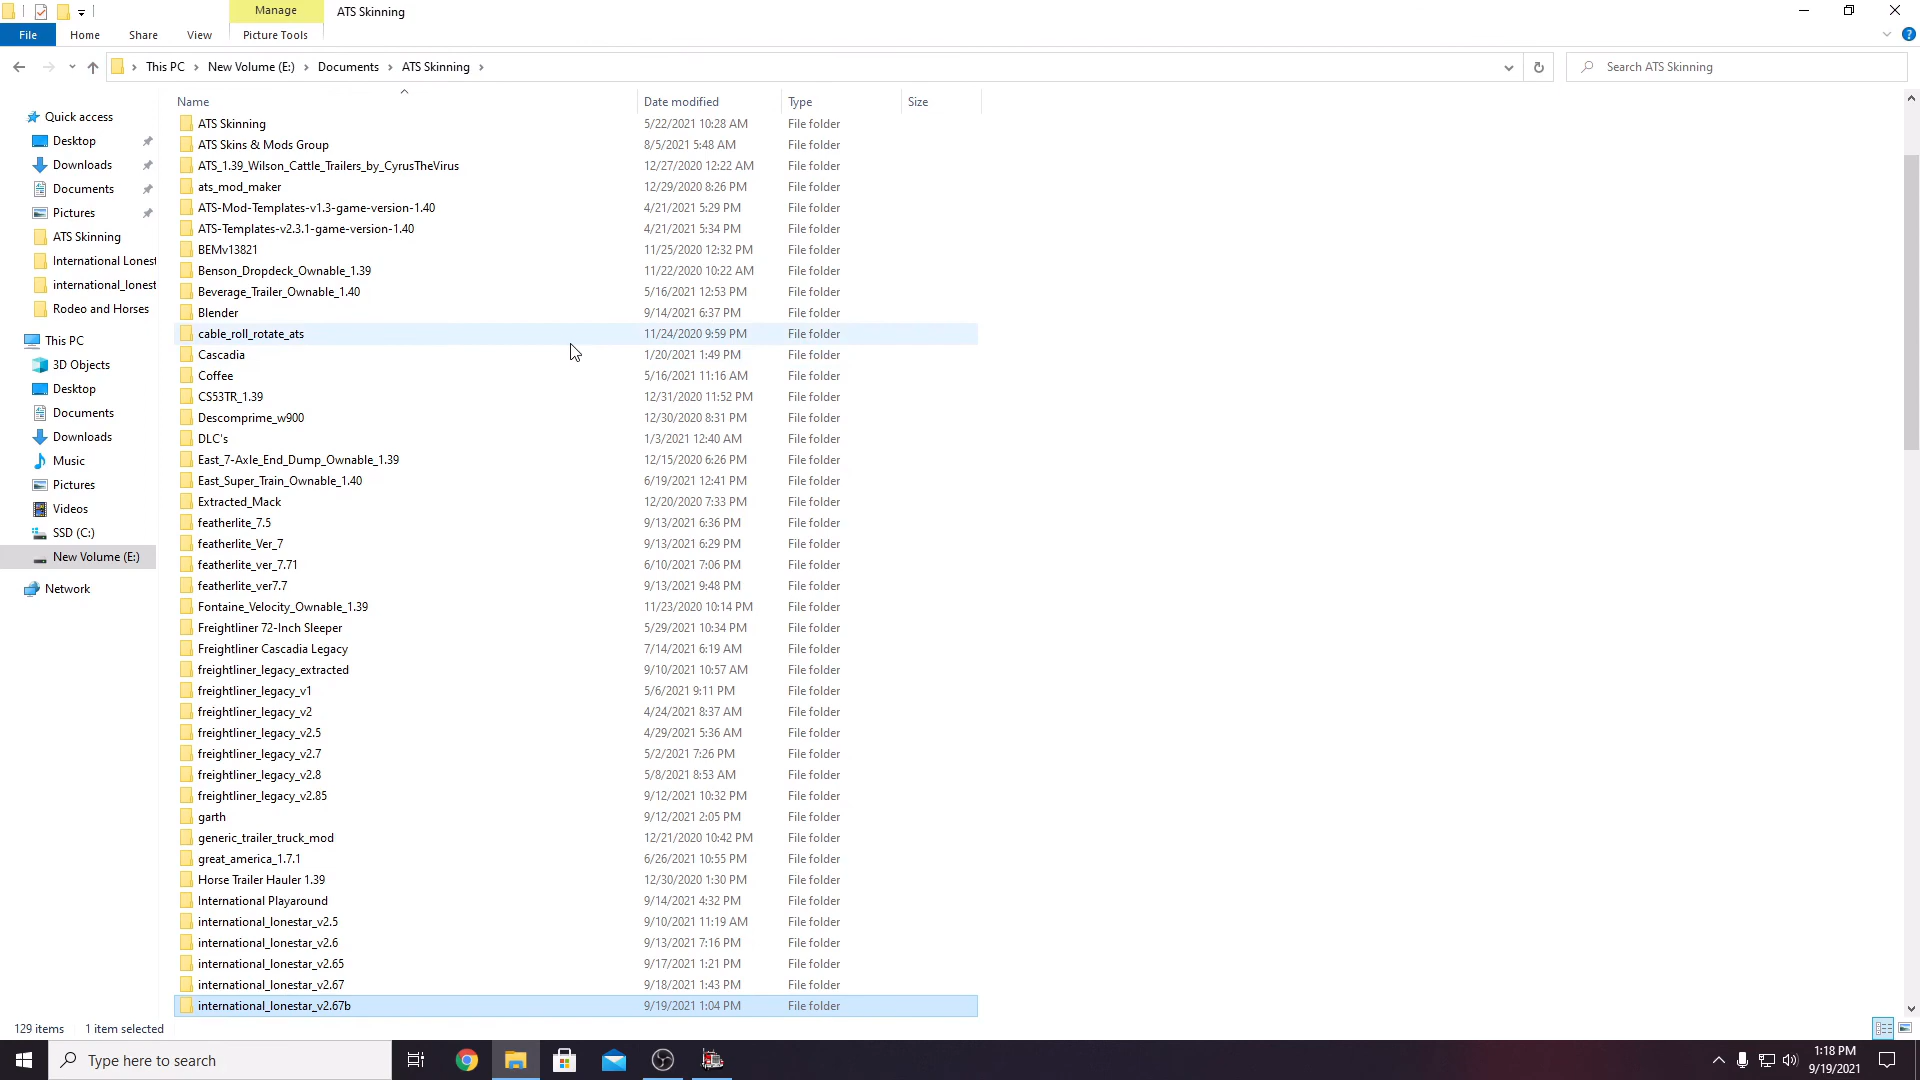 Manage
ATS Skinning
File
Home
Share
View
Picture Tools
This PC
New Volume (E:)
Documents
ATS Skinning
Search ATS Skinning
Name
Date modified
Type
Size
Quick access
Desktop
Downloads
Documents
Pictures
ATS Skinning
International Lonest
international_lonest
Rodeo and Horses
This PC
3D Objects
Desktop
Documents
Downloads
Music
Pictures
Videos
SSD (C:)
New Volume (E:)
Network
ATS Skinning 5/22/2021 10:28 AM File folder
ATS Skins & Mods Group 8/5/2021 5:48 AM File folder
ATS_1.39_Wilson_Cattle_Trailers_by_CyrusTheVirus 12/27/2020 12:22 AM File folder
ats_mod_maker 12/29/2020 8:26 PM File folder
ATS-Mod-Templates-v1.3-game-version-1.40 4/21/2021 5:29 PM File folder
ATS-Templates-v2.3.1-game-version-1.40 4/21/2021 5:34 PM File folder
BEMv13821 11/25/2020 12:32 PM File folder
Benson_Dropdeck_Ownable_1.39 11/22/2020 10:22 AM File folder
Beverage_Trailer_Ownable_1.40 5/16/2021 12:53 PM File folder
Blender 9/14/2021 6:37 PM File folder
cable_roll_rotate_ats 11/24/2020 9:59 PM File folder
Cascadia 1/20/2021 1:49 PM File folder
Coffee 5/16/2021 11:16 AM File folder
CS53TR_1.39 12/31/2020 11:52 PM File folder
Descomprime_w900 12/30/2020 8:31 PM File folder
DLC's 1/3/2021 12:40 AM File folder
East_7-Axle_End_Dump_Ownable_1.39 12/15/2020 6:26 PM File folder
East_Super_Train_Ownable_1.40 6/19/2021 12:41 PM File folder
Extracted_Mack 12/20/2020 7:33 PM File folder
featherlite_7.5 9/13/2021 6:36 PM File folder
featherlite_Ver_7 9/13/2021 6:29 PM File folder
featherlite_ver_7.71 6/10/2021 7:06 PM File folder
featherlite_ver7.7 9/13/2021 9:48 PM File folder
Fontaine_Velocity_Ownable_1.39 11/23/2020 10:14 PM File folder
Freightliner 72-Inch Sleeper 5/29/2021 10:34 PM File folder
Freightliner Cascadia Legacy 7/14/2021 6:19 AM File folder
freightliner_legacy_extracted 9/10/2021 10:57 AM File folder
freightliner_legacy_v1 5/6/2021 9:11 PM File folder
freightliner_legacy_v2 4/24/2021 8:37 AM File folder
freightliner_legacy_v2.5 4/29/2021 5:36 AM File folder
freightliner_legacy_v2.7 5/2/2021 7:26 PM File folder
freightliner_legacy_v2.8 5/8/2021 8:53 AM File folder
freightliner_legacy_v2.85 9/12/2021 10:32 PM File folder
garth 9/12/2021 2:05 PM File folder
generic_trailer_truck_mod 12/21/2020 10:42 PM File folder
great_america_1.7.1 6/26/2021 10:55 PM File folder
Horse Trailer Hauler 1.39 12/30/2020 1:30 PM File folder
International Playaround 9/14/2021 4:32 PM File folder
international_lonestar_v2.5 9/10/2021 11:19 AM File folder
international_lonestar_v2.6 9/13/2021 7:16 PM File folder
international_lonestar_v2.65 9/17/2021 1:21 PM File folder
international_lonestar_v2.67 9/18/2021 1:43 PM File folder
international_lonestar_v2.67b 9/19/2021 1:04 PM File folder
129 items 1 item selected
Type here to search
1:18 PM
9/19/2021